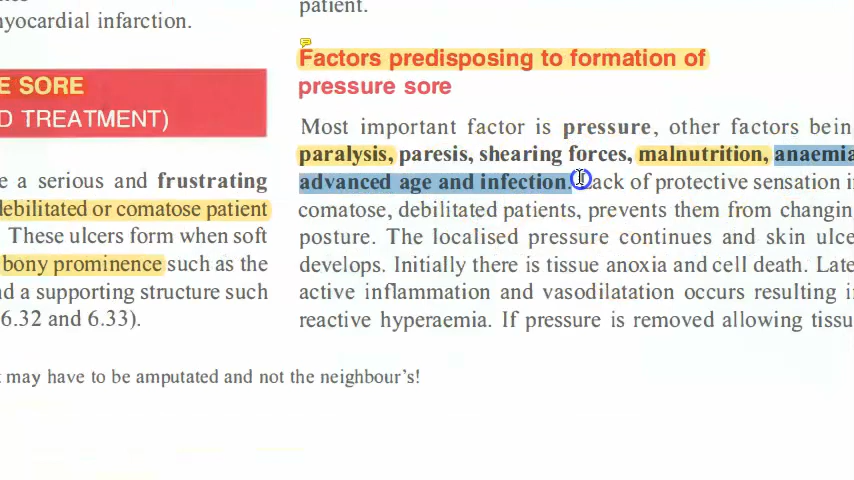 nyocardial infarction.
E SORE
D TREATMENT)
e a serious and frustrating
debilitated or comatose patient
These ulcers form when soft
bony prominence such as the
nd a supporting structure such
6.32 and 6.33).
patient.
Factors predisposing to formation of
pressure sore
Most important factor is pressure, other factors bein
paralysis, paresis, shearing forces, malnutrition, anaemia
advanced age and infection. Lack of protective sensation i
comatose, debilitated patients, prevents them from changin
posture. The localised pressure continues and skin ulce
develops. Initially there is tissue anoxia and cell death. Late
active inflammation and vasodilatation occurs resulting i
reactive hyperaemia. If pressure is removed allowing tissu
t may have to be amputated and not the neighbour's!